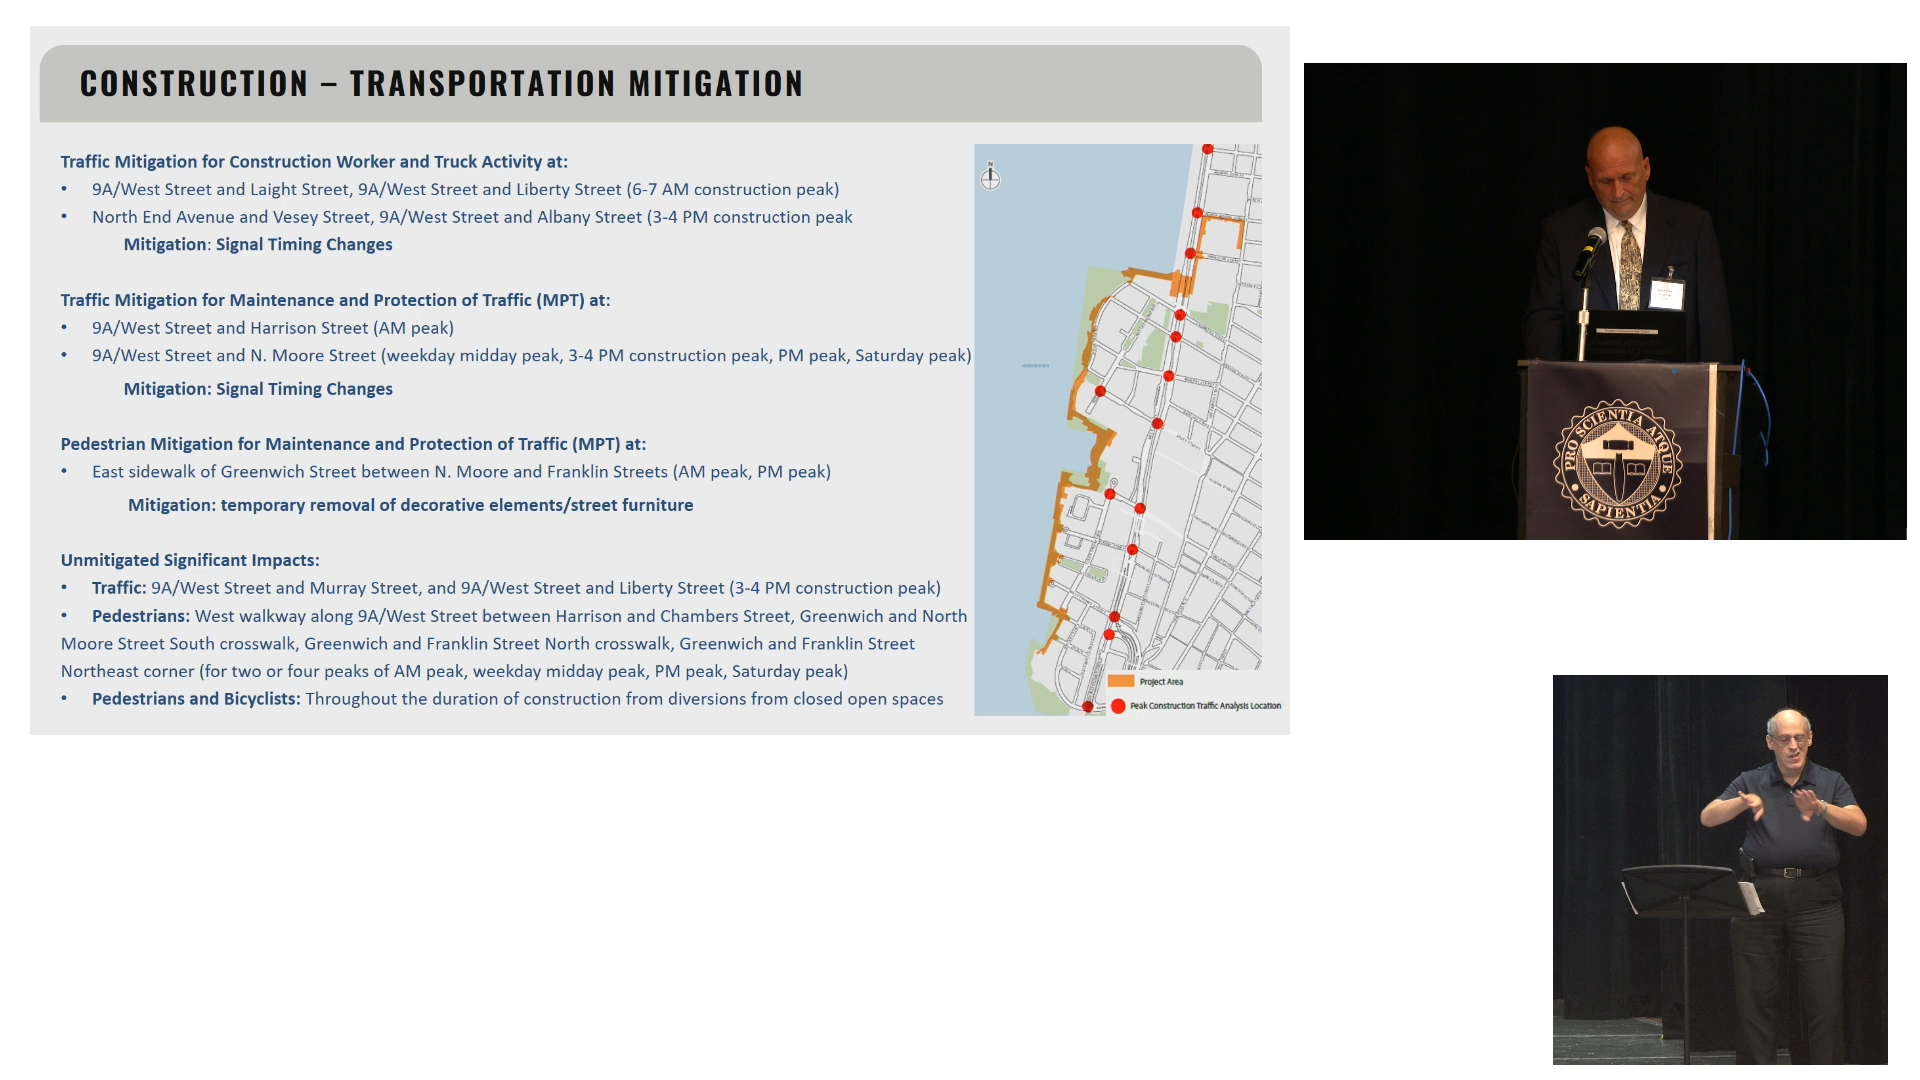 CONSTRUCTION – TRANSPORTATION MITIGATION
Traffic Mitigation for Construction Worker and Truck Activity at:
• 9A/West Street and Laight Street, 9A/West Street and Liberty Street (6-7 AM construction peak)
• North End Avenue and Vesey Street, 9A/West Street and Albany Street (3-4 PM construction peak
Mitigation: Signal Timing Changes
Traffic Mitigation for Maintenance and Protection of Traffic (MPT) at:
• 9A/West Street and Harrison Street (AM peak)
• 9A/West Street and N. Moore Street (weekday midday peak, 3-4 PM construction peak, PM peak, Saturday peak)
Mitigation: Signal Timing Changes
Pedestrian Mitigation for Maintenance and Protection of Traffic (MPT) at:
• East sidewalk of Greenwich Street between N. Moore and Franklin Streets (AM peak, PM peak)
Mitigation: temporary removal of decorative elements/street furniture
Unmitigated Significant Impacts:
• Traffic: 9A/West Street and Murray Street, and 9A/West Street and Liberty Street (3-4 PM construction peak)
• Pedestrians: West walkway along 9A/West Street between Harrison and Chambers Street, Greenwich and North
Moore Street South crosswalk, Greenwich and Franklin Street North crosswalk, Greenwich and Franklin Street
Northeast corner (for two or four peaks of AM peak, weekday midday peak, PM peak, Saturday peak)
• Pedestrians and Bicyclists: Throughout the duration of construction from diversions from closed open spaces
N
Project Area
Peak Construction Traffic Analysis Location
PRO SCIENTIA ATQUE
SAPIENTIA